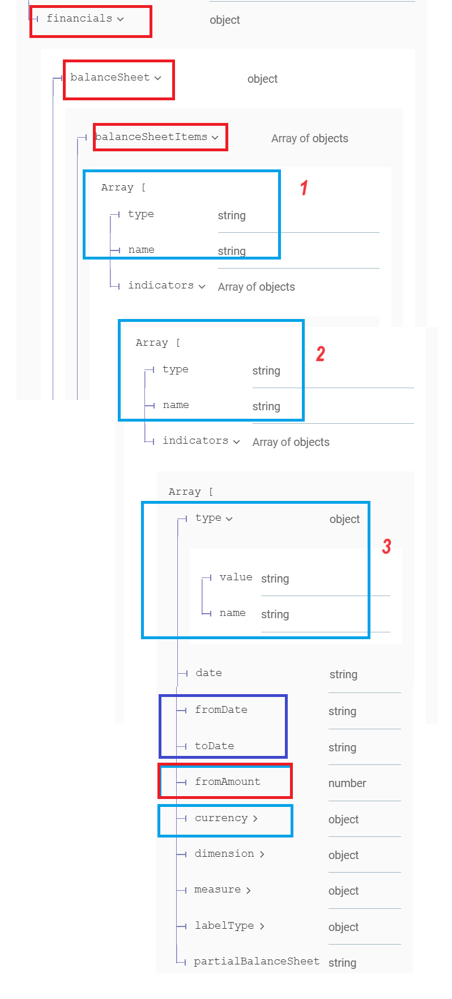 financials object
balanceSheet object
balanceSheetItems Array of objects
Array [ 1
type string
name string
indicators Array of objects
Array [ 2
type string
name string
indicators Array of objects
Array [
type object
3
value string
name string
date string
fromDate string
toDate string
fromAmount number
currency object
dimension object
measure object
labelType object
partialBalanceSheet string